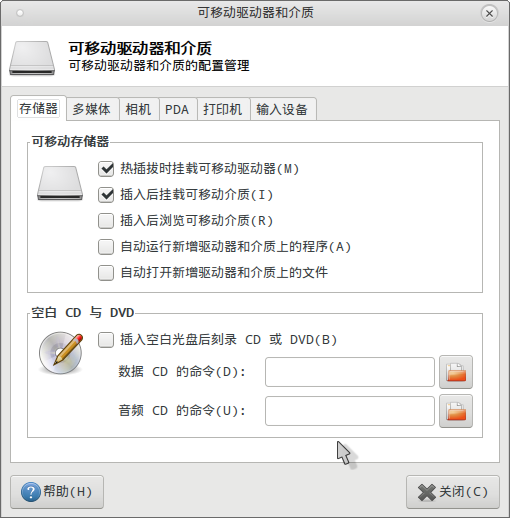 可移动驱动器和介质
可移动驱动器和介质
可移动驱动器和介质的配置管理
存储器 多媒体 相机 PDA 打印机 输入设备
可移动存储器
热插拔时挂载可移动驱动器(M)
插入后挂载可移动介质(I)
插入后浏览可移动介质(R)
自动运行新增驱动器和介质上的程序(A)
自动打开新增驱动器和介质上的文件
空白 CD 与 DVD
插入空白光盘后刻录 CD 或 DVD(B)
数据 CD 的命令(D):
音频 CD 的命令(U):
帮助(H) 关闭(C)